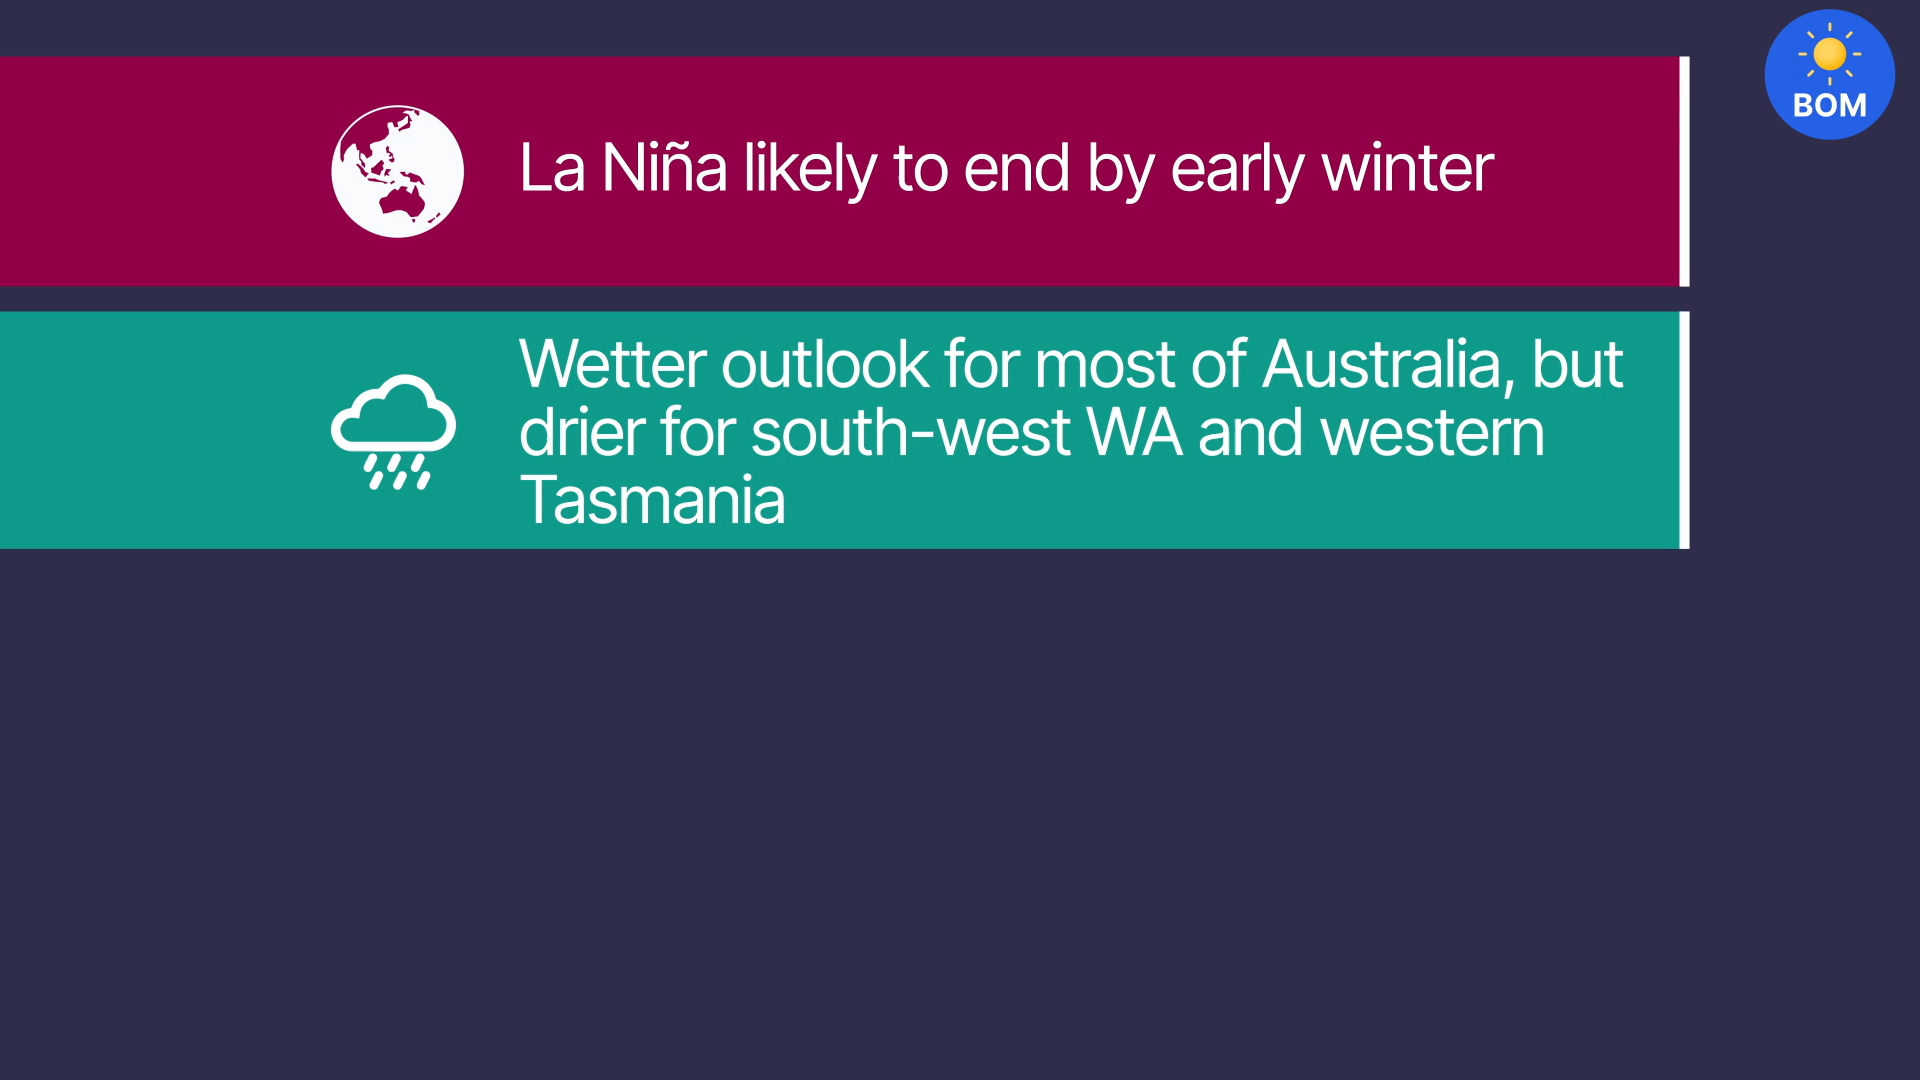 BOM
La Niña likely to end by early winter
Wetter outlook for most of Australia, but
drier for south-west WA and western
Tasmania